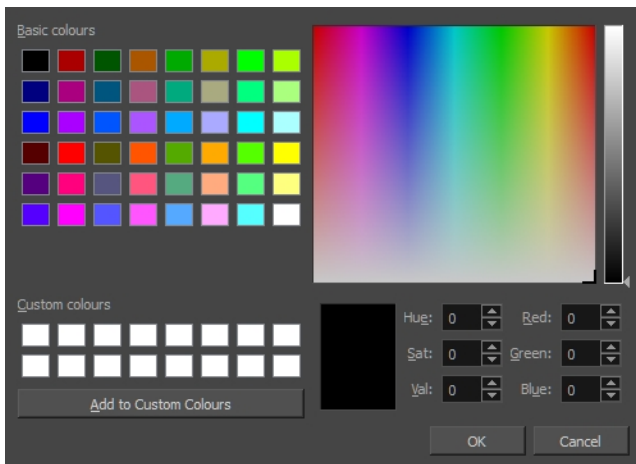 Basic colours
Custom colours
Add to Custom Colours
Hue: 0 Red: 0
Sat: 0 Green: 0
Val: 0 Blue: 0
OK Cancel